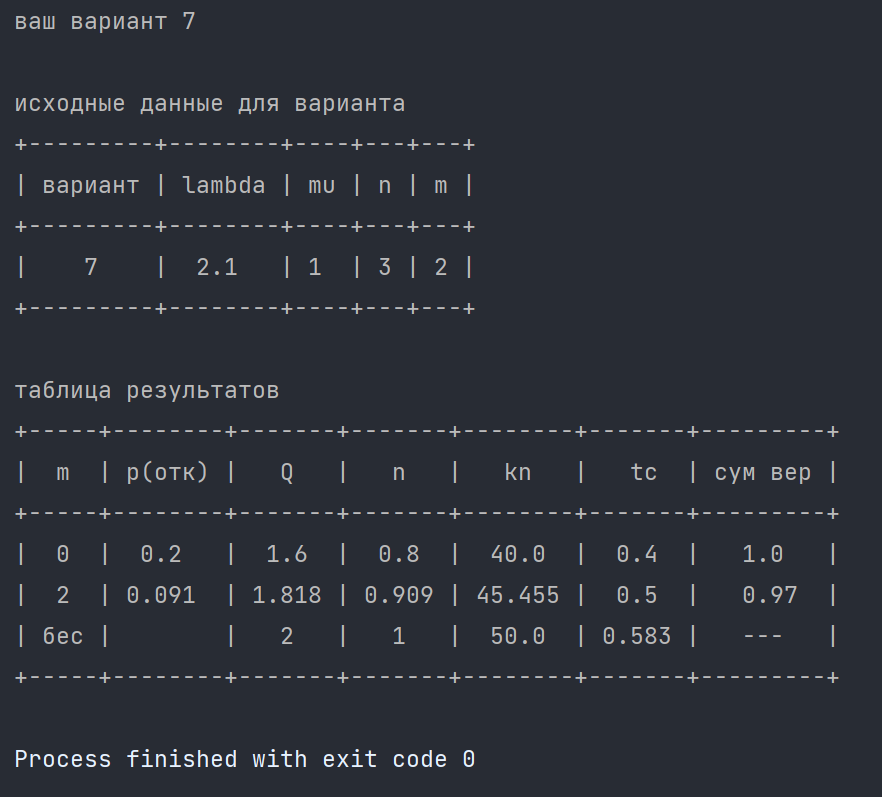 ваш вариант 7
исходные данные для варианта
+---------+--------+----+---+---+
| вариант | lambda | mu | n | m |
+---------+--------+----+---+---+
|    7    |  2.1   | 1  | 3 | 2 |
+---------+--------+----+---+---+
таблица результатов
+-----+--------+-------+-------+--------+-------+---------+
|  m  | p(отк) |   Q   |   n   |   kn   |   tc  | сум вер |
+-----+--------+-------+-------+--------+-------+---------+
|  0  |  0.2   |  1.6  |  0.8  |  40.0  |  0.4  |   1.0   |
|  2  | 0.091  | 1.818 | 0.909 | 45.455 |  0.5  |   0.97  |
| бес |        |   2   |   1   |  50.0  | 0.583 |   ---   |
+-----+--------+-------+-------+--------+-------+---------+
Process finished with exit code 0